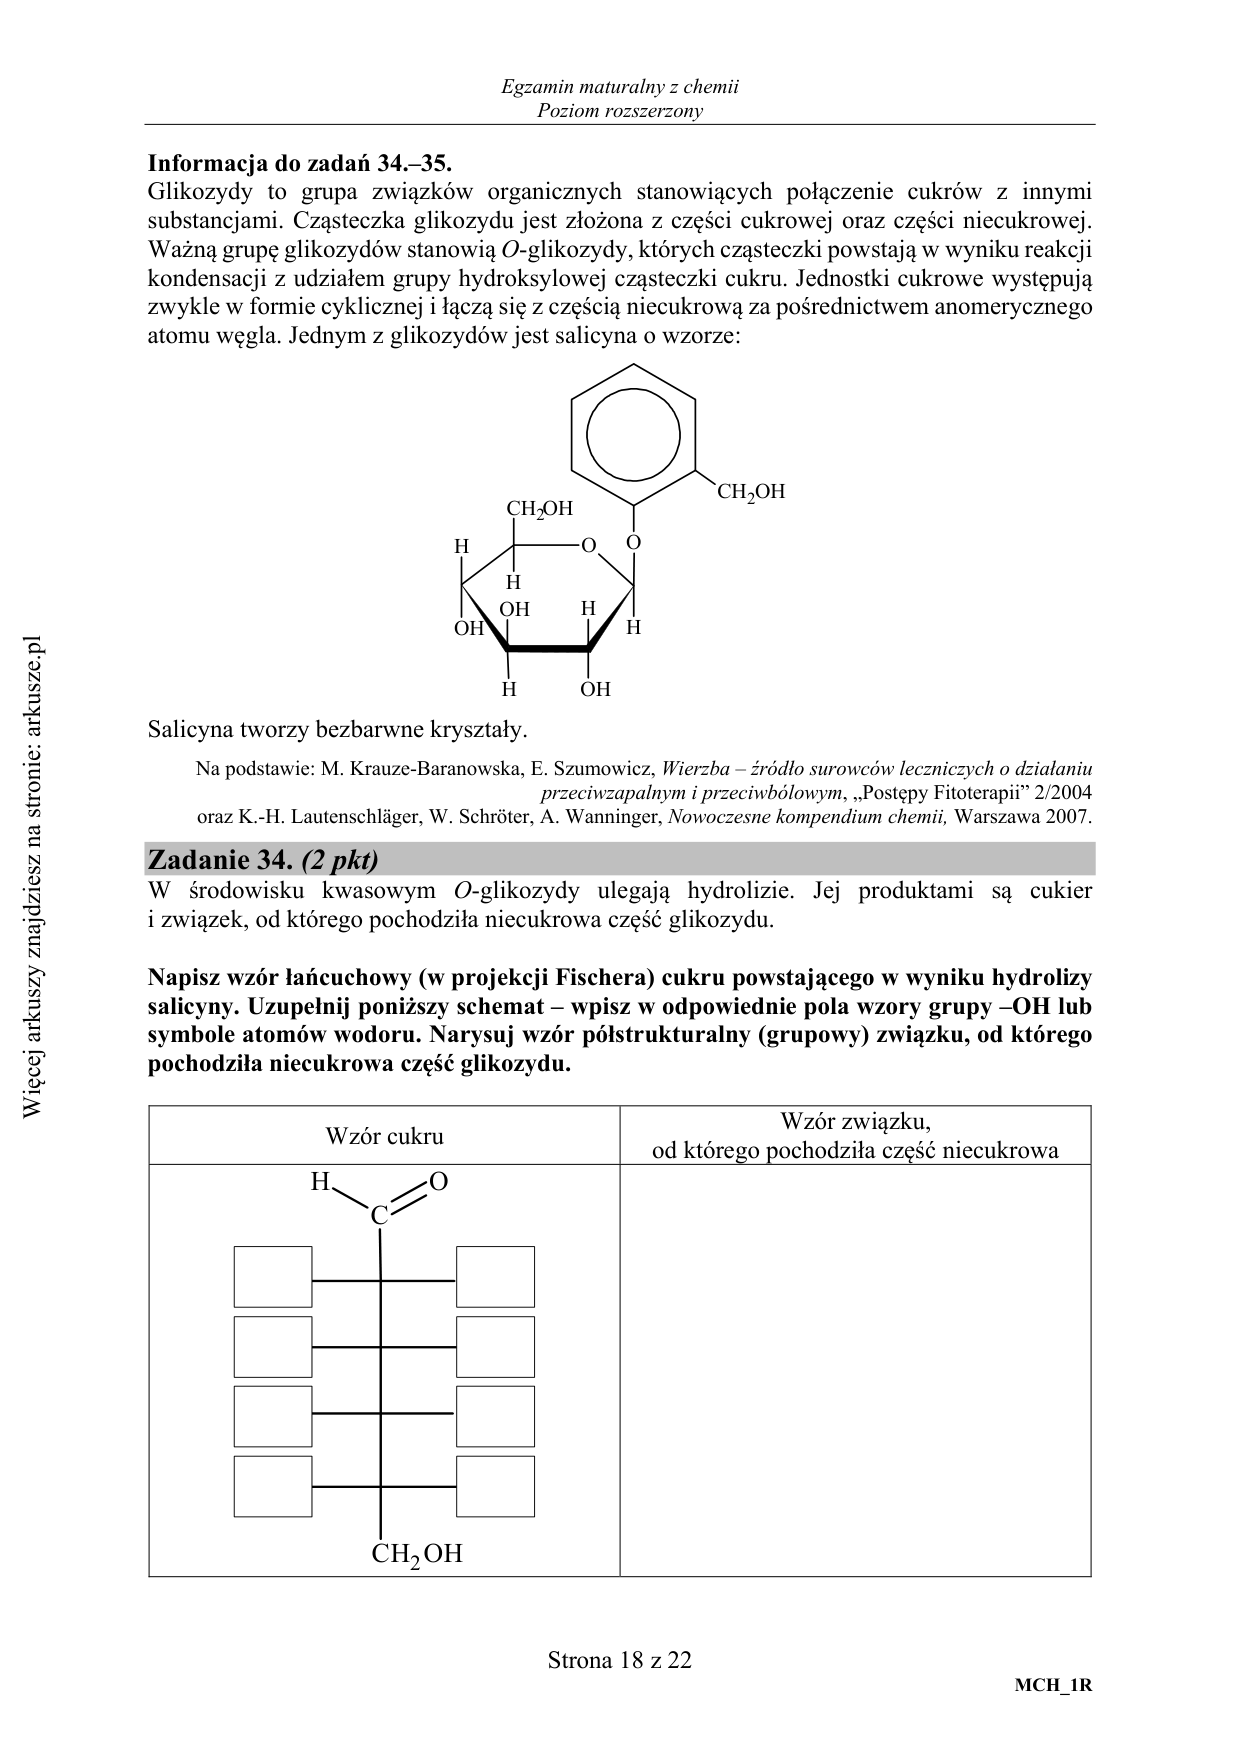 Egzamin maturalny z chemii
Poziom rozszerzony
Informacja do zadań 34.–35.
Glikozydy to grupa związków organicznych stanowiących połączenie cukrów z innymi
substancjami. Cząsteczka glikozydu jest złożona z części cukrowej oraz części niecukrowej.
Ważną grupę glikozydów stanowią O-glikozydy, których cząsteczki powstają w wyniku reakcji
kondensacji z udziałem grupy hydroksylowej cząsteczki cukru. Jednostki cukrowe występują
zwykle w formie cyklicznej i łączą się z częścią niecukrową za pośrednictwem anomerycznego
atomu węgla. Jednym z glikozydów jest salicyna o wzorze:
CH2OH
CH2OH
H O O
H
OH H
OH H
H OH
Salicyna tworzy bezbarwne kryształy.
Na podstawie: M. Krauze-Baranowska, E. Szumowicz, Wierzba – źródło surowców leczniczych o działaniu
przeciwzapalnym i przeciwbólowym, „Postępy Fitoterapii” 2/2004
oraz K.-H. Lautenschläger, W. Schröter, A. Wanninger, Nowoczesne kompendium chemii, Warszawa 2007.
Zadanie 34. (2 pkt)
W środowisku kwasowym O-glikozydy ulegają hydrolizie. Jej produktami są cukier
i związek, od którego pochodziła niecukrowa część glikozydu.
Napisz wzór łańcuchowy (w projekcji Fischera) cukru powstającego w wyniku hydrolizy
salicyny. Uzupełnij poniższy schemat – wpisz w odpowiednie pola wzory grupy –OH lub
symbole atomów wodoru. Narysuj wzór półstrukturalny (grupowy) związku, od którego
pochodziła niecukrowa część glikozydu.
Wzór cukru
Wzór związku,
od którego pochodziła część niecukrowa
H O
C
CH2OH
Strona 18 z 22
MCH_1R
Więcej arkuszy znajdziesz na stronie: arkusze.pl